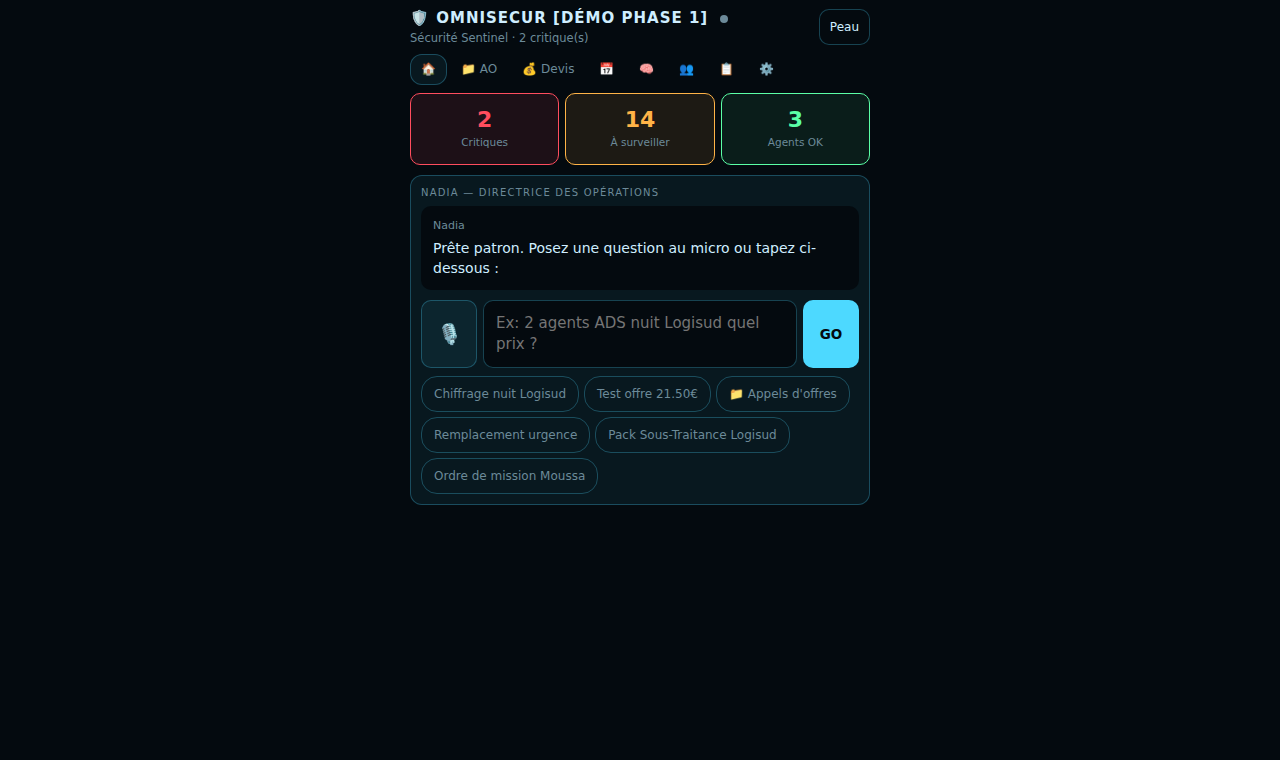 OMNISECUR [DÉMO PHASE 1]
Sécurité Sentinel · 2 critique(s)
Peau
AO
Devis
2
Critiques
14
À surveiller
3
Agents OK
NADIA — DIRECTRICE DES OPÉRATIONS
Nadia
Prête patron. Posez une question au micro ou tapez ci-
dessous :
Ex: 2 agents ADS nuit Logisud quel
prix ?
GO
Chiffrage nuit Logisud
Test offre 21.50€
Appels d'offres
Remplacement urgence
Pack Sous-Traitance Logisud
Ordre de mission Moussa